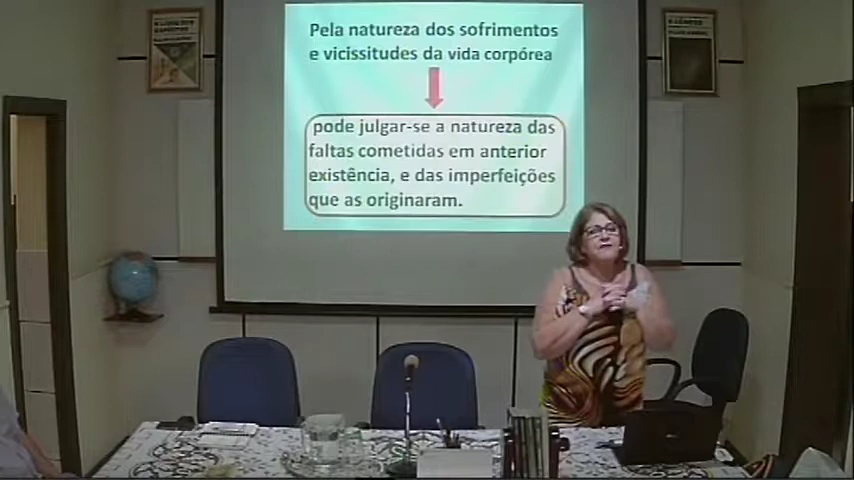 Pela natureza dos sofrimentos
e vicissitudes da vida corpórea
pode julgar-se a natureza das
faltas cometidas em anterior
existência, e das imperfeições
que as originaram.